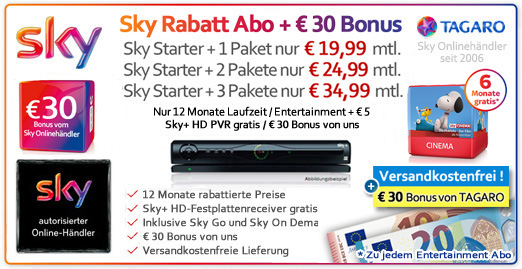 sky
Sky Rabatt Abo + € 30 Bonus
TAGARO
Sky Onlinehändler
seit 2006
Sky Starter + 1 Paket nur € 19,99 mtl.
Sky Starter + 2 Pakete nur € 24,99 mtl.
Sky Starter + 3 Pakete nur € 34,99 mtl.
Nur 12 Monate Laufzeit / Entertainment + € 5
Sky+ HD PVR gratis / € 30 Bonus von uns
€30
Bonus vom
Sky Onlinehändler
6
Monate
gratis*
sky CINEMA
CINEMA
Abbildungsbeispiel
sky
autorisierter
Online-Händler
12 Monate rabattierte Preise
Sky+ HD-Festplattenreceiver gratis
Inklusive Sky Go und Sky On Dema
€ 30 Bonus von uns
Versandkostenfreie Lieferung
Versandkostenfrei !
+
€ 30 Bonus von TAGARO
* Zu jedem Entertainment Abo